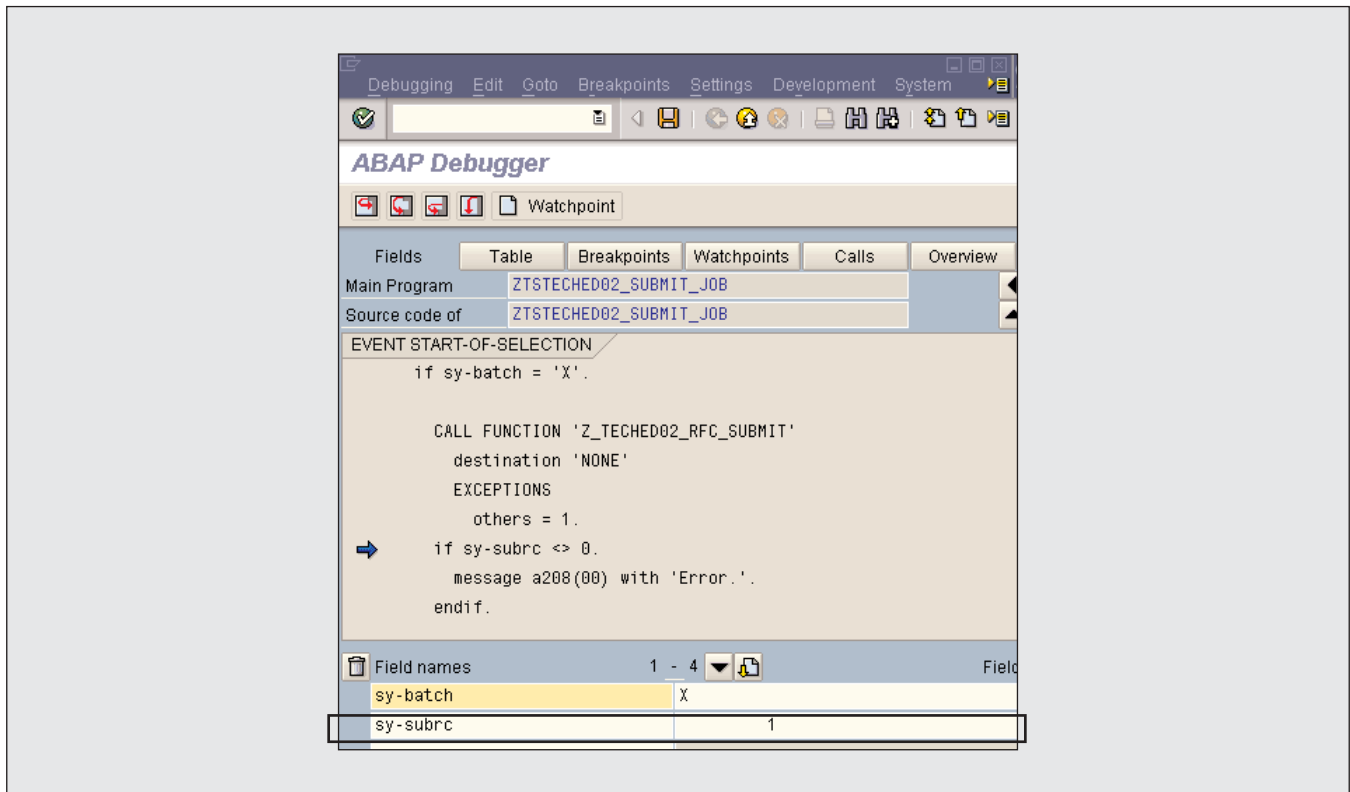 Debugging Edit Goto Breakpoints Settings Development System
ABAP Debugger
Watchpoint
Fields Table Breakpoints Watchpoints Calls Overview
Main Program ZTSTECHED02_SUBMIT_JOB
Source code of ZTSTECHED02_SUBMIT_JOB
EVENT START-OF-SELECTION
if sy-batch = 'X'.
CALL FUNCTION 'Z_TECHED02_RFC_SUBMIT'
destination 'NONE'
EXCEPTIONS
others = 1.
if sy-subrc <> 0.
message a208(00) with 'Error.'.
endif.
Field names 1 - 4 Field
sy-batch X
sy-subrc 1